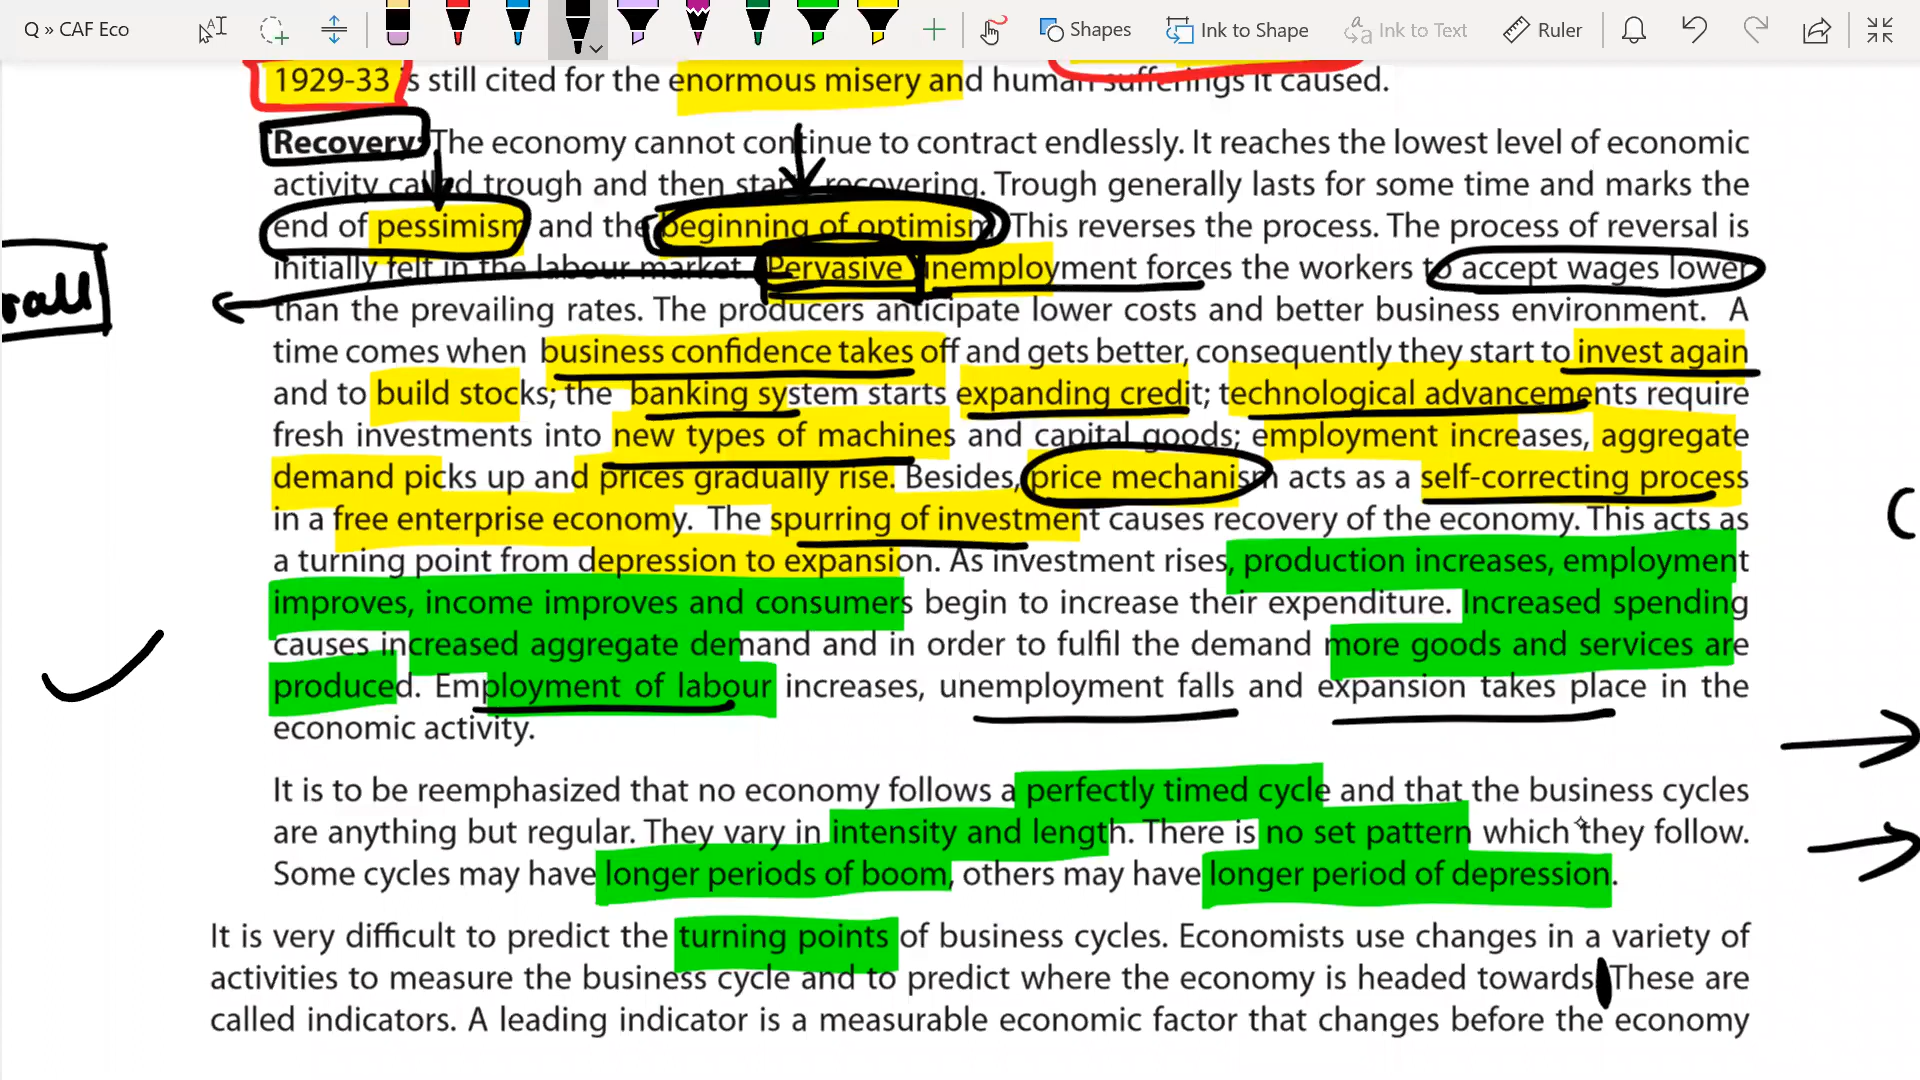 Q » CAF Eco
Shapes
Ink to Shape
Ink to Text
Ruler
1929-33 is still cited for the enormous misery and human sufferings it caused.
Recovery: The economy cannot continue to contract endlessly. It reaches the lowest level of economic
activity called trough and then starts recovering. Trough generally lasts for some time and marks the
end of pessimism and the beginning of optimism. This reverses the process. The process of reversal is
initially felt in the labour market. Pervasive unemployment forces the workers to accept wages lower
than the prevailing rates. The producers anticipate lower costs and better business environment. A
time comes when business confidence takes off and gets better, consequently they start to invest again
and to build stocks; the banking system starts expanding credit; technological advancements require
fresh investments into new types of machines and capital goods; employment increases, aggregate
demand picks up and prices gradually rise. Besides, price mechanism acts as a self-correcting process
in a free enterprise economy. The spurring of investment causes recovery of the economy. This acts as
a turning point from depression to expansion. As investment rises, production increases, employment
improves, income improves and consumers begin to increase their expenditure. Increased spending
causes increased aggregate demand and in order to fulfil the demand more goods and services are
produced. Employment of labour increases, unemployment falls and expansion takes place in the
economic activity.
It is to be reemphasized that no economy follows a perfectly timed cycle and that the business cycles
are anything but regular. They vary in intensity and length. There is no set pattern which they follow.
Some cycles may have longer periods of boom, others may have longer period of depression.
It is very difficult to predict the turning points of business cycles. Economists use changes in a variety of
activities to measure the business cycle and to predict where the economy is headed towards. These are
called indicators. A leading indicator is a measurable economic factor that changes before the economy